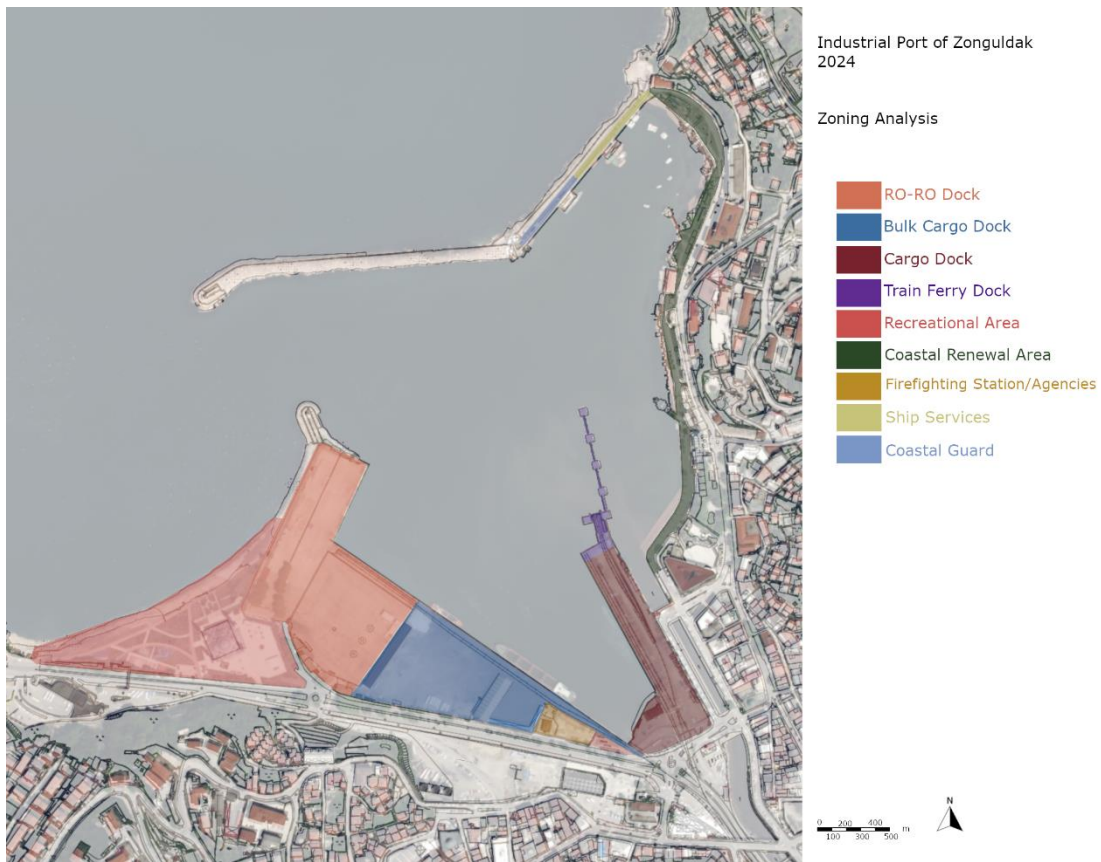 Industrial Port of Zonguldak
2024
Zoning Analysis
RO-RO Dock
Bulk Cargo Dock
Cargo Dock
Train Ferry Dock
Recreational Area
Coastal Renewal Area
Firefighting Station/Agencies
Ship Services
Coastal Guard
N
0 200 400 m
100 300 500